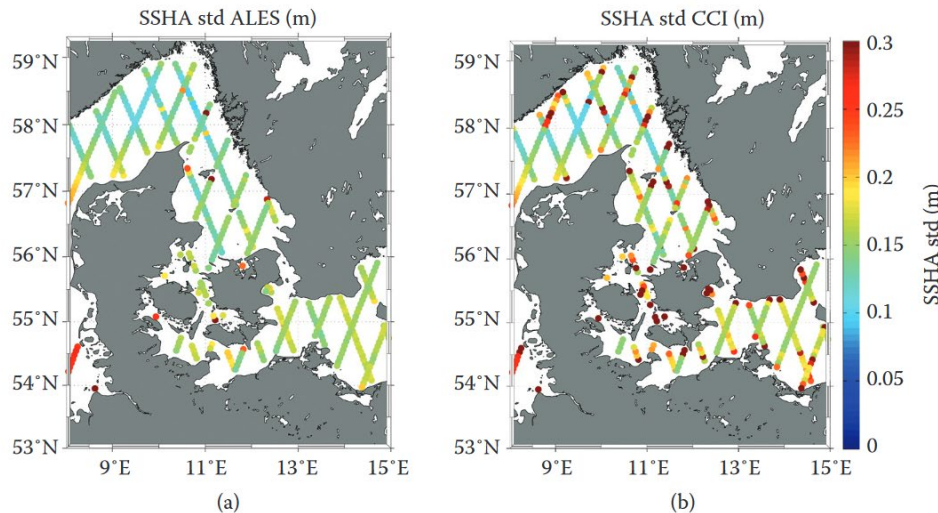 SSHA std ALES (m)
SSHA std CCI (m)
59°N
58°N
57°N
56°N
55°N
54°N
53°N
9°E
11°E
13°E
15°E
(a)
59°N
58°N
57°N
56°N
55°N
54°N
53°N
9°E
11°E
13°E
15°E
(b)
0.3
0.25
0.2
0.15
0.1
0.05
0
SSHA std (m)